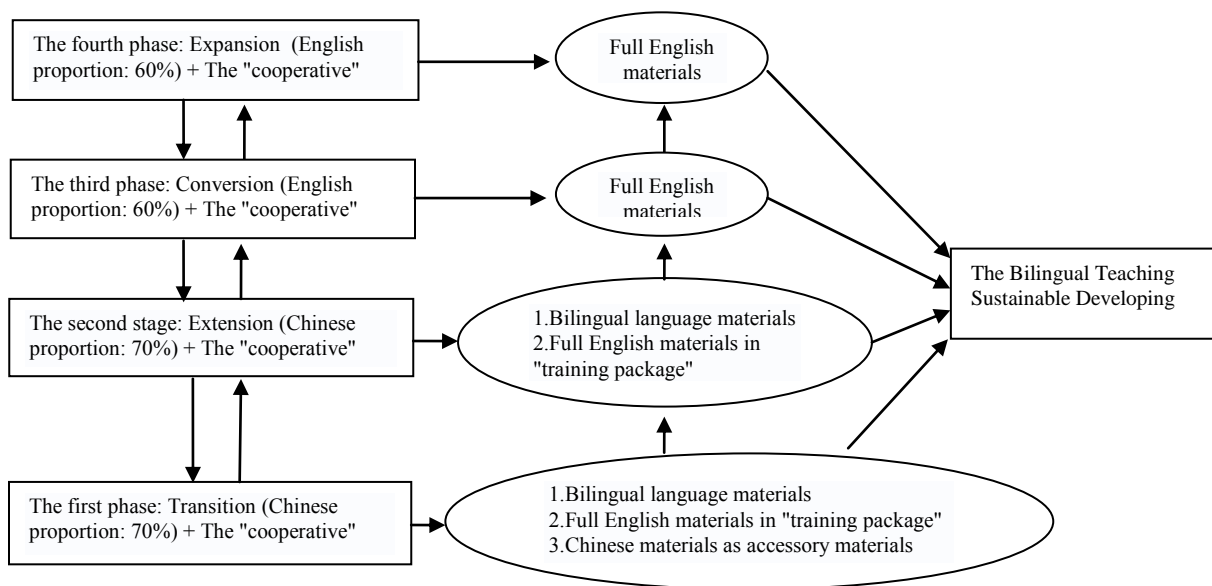 The fourth phase: Expansion (English
proportion: 60%) + The "cooperative"
Full English
materials
The third phase: Conversion (English
proportion: 60%) + The "cooperative"
Full English
materials
The Bilingual Teaching
Sustainable Developing
The second stage: Extension (Chinese
proportion: 70%) + The "cooperative"
1.Bilingual language materials
2.Full English materials in
"training package"
The first phase: Transition (Chinese
proportion: 70%) + The "cooperative"
1.Bilingual language materials
2.Full English materials in "training package"
3.Chinese materials as accessory materials